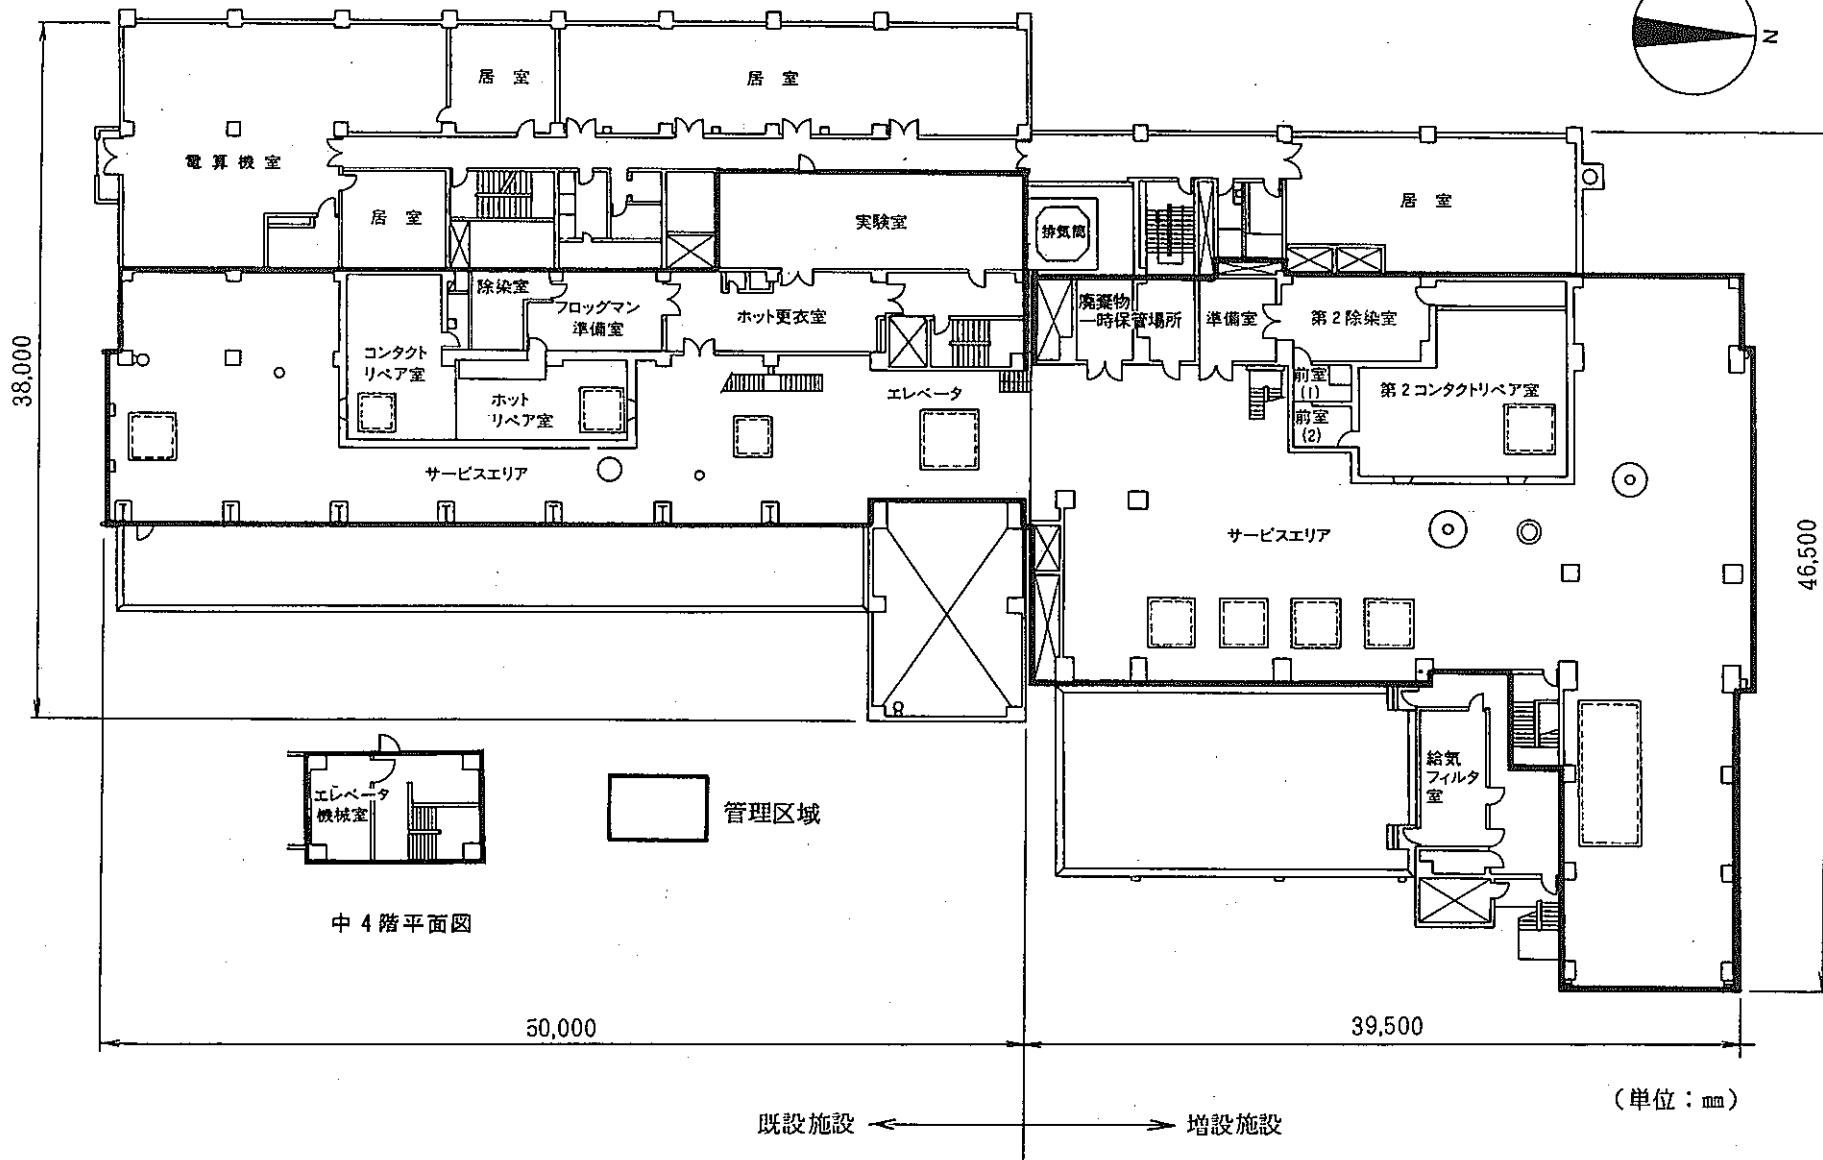 N
居 室
居 室
電 算 機 室
居 室
実験室
排気筒
居 室
38,000
除染室
フロッグマン
準備室
ホット更衣室
廃棄物
一時保管場所
準備室
第2除染室
コンタクト
リペア室
ホット
リペア室
エレベータ
前室
(1)
前室
(2)
第2コンタクトリペア室
サービスエリア
サービスエリア
46,500
エレベータ
機械室
管理区域
給気
フィルタ
室
中4階平面図
50,000
39,500
(単位:㎜)
既設施設
増設施設